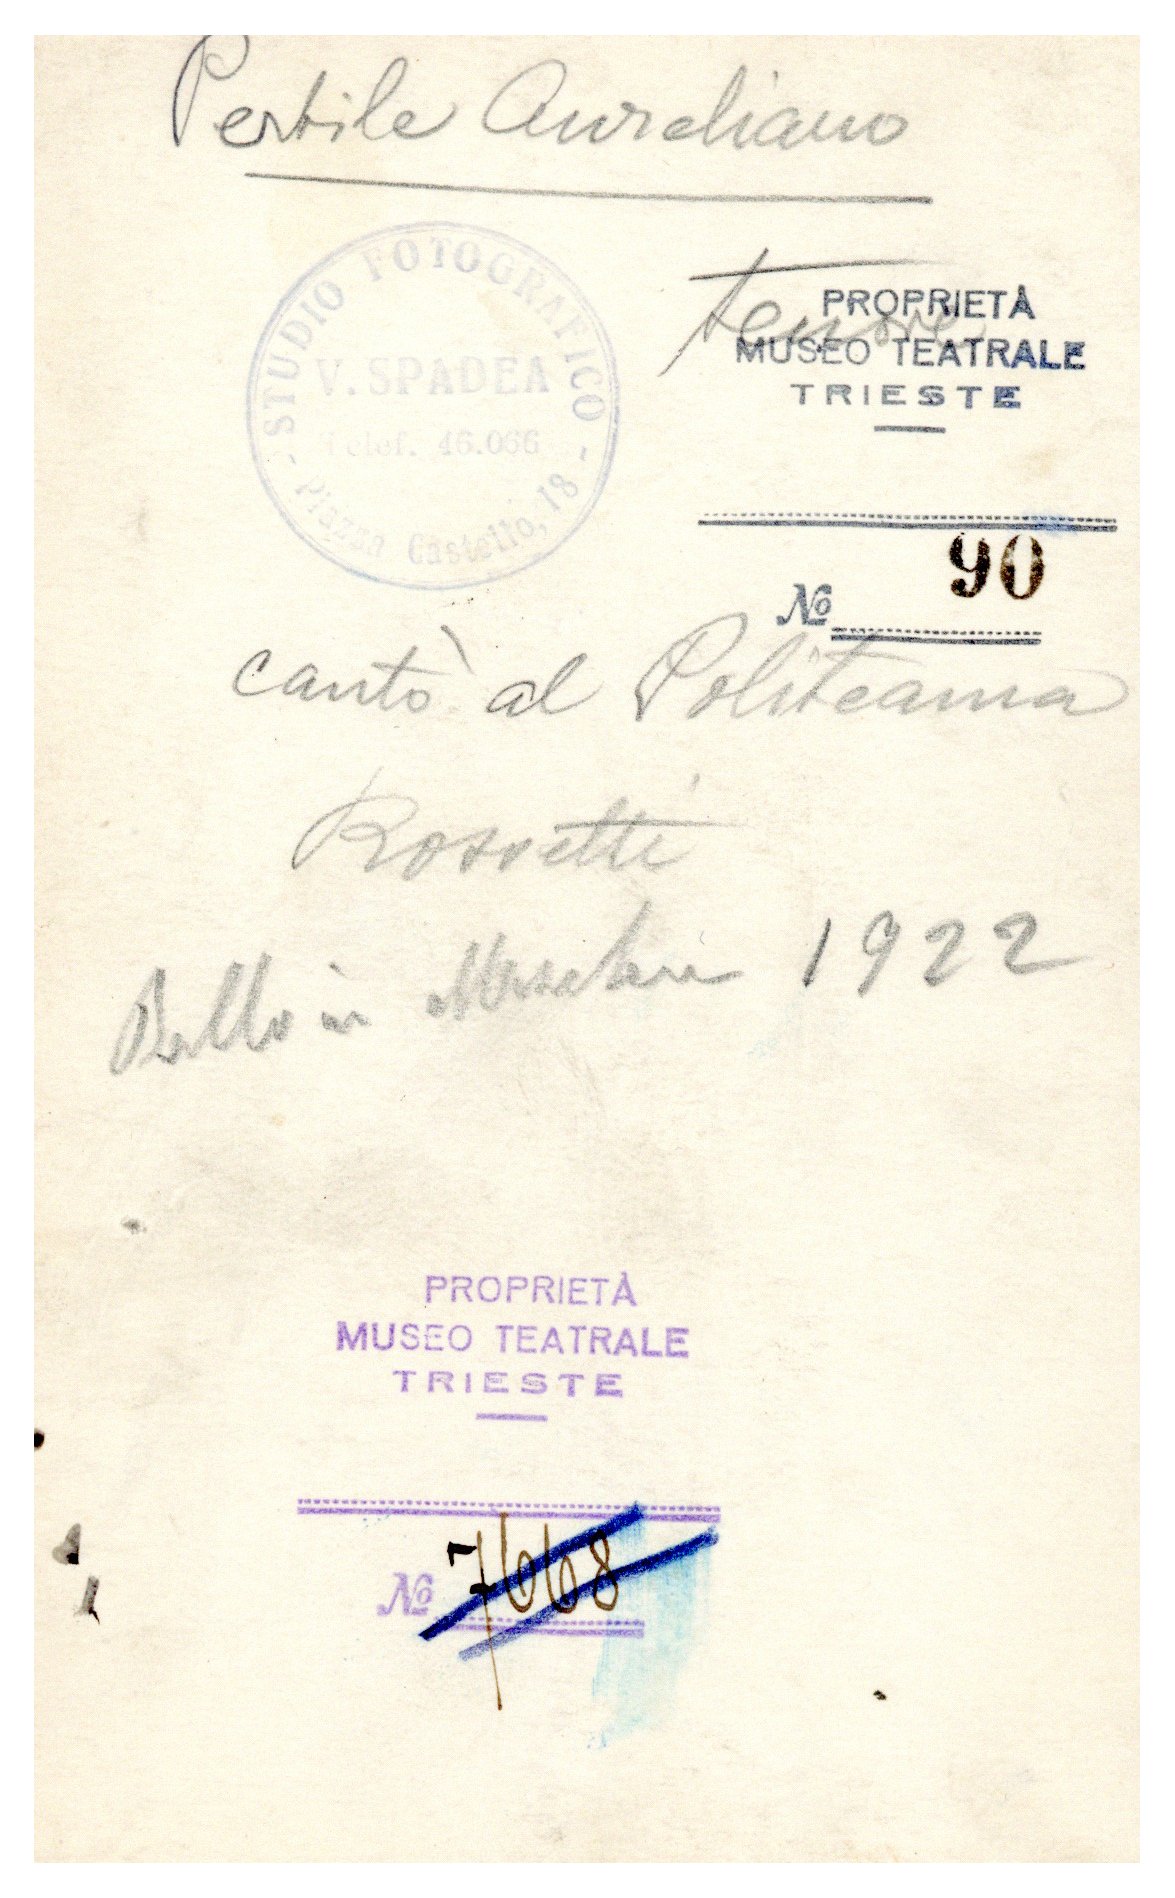 Pertile Aureliano
STUDIO FOTOGRAFICO
V. SPADEA
Telef. 46.066
Piazza Castello, 18
tenore
PROPRIETÀ
MUSEO TEATRALE
TRIESTE
No 90
cantò al Politeama
Rossetti
Ballo in Maschera 1922
PROPRIETÀ
MUSEO TEATRALE
TRIESTE
No 7668